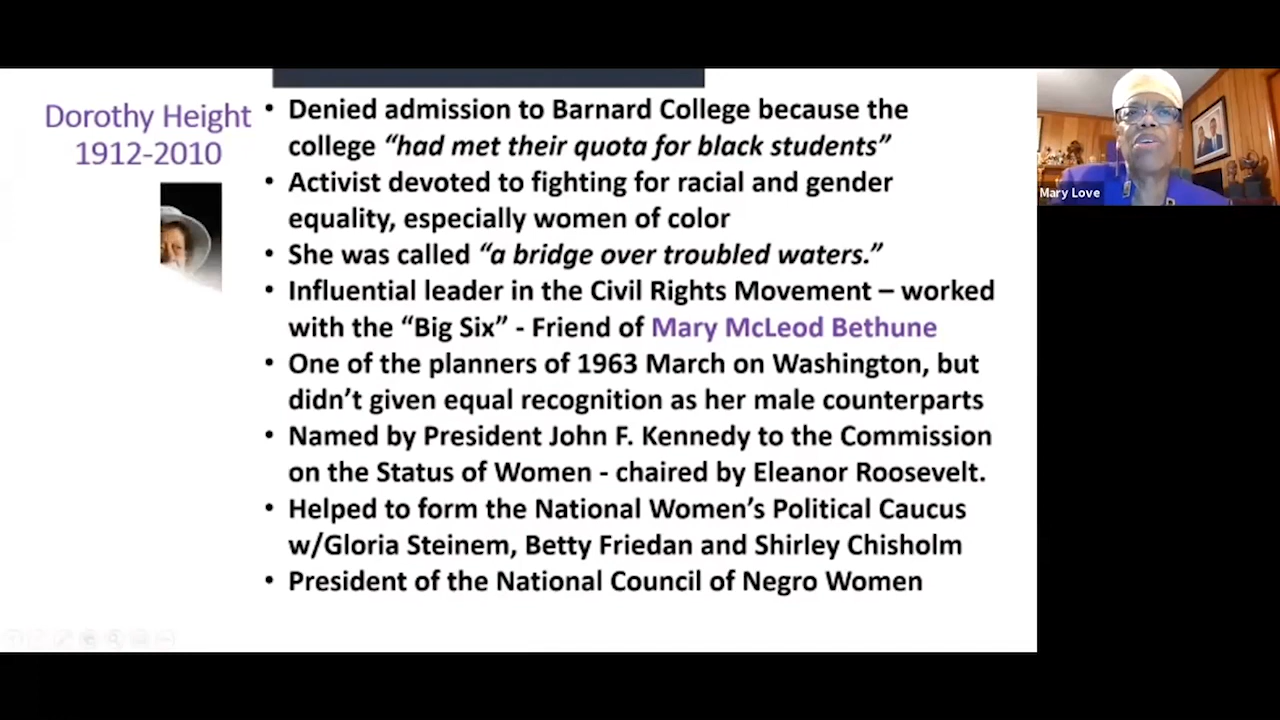 Dorothy Height
1912-2010
• Denied admission to Barnard College because the
college “had met their quota for black students”
• Activist devoted to fighting for racial and gender
equality, especially women of color
• She was called “a bridge over troubled waters.”
• Influential leader in the Civil Rights Movement – worked
with the “Big Six” - Friend of Mary McLeod Bethune
• One of the planners of 1963 March on Washington, but
didn’t given equal recognition as her male counterparts
• Named by President John F. Kennedy to the Commission
on the Status of Women - chaired by Eleanor Roosevelt.
• Helped to form the National Women’s Political Caucus
w/Gloria Steinem, Betty Friedan and Shirley Chisholm
• President of the National Council of Negro Women
Mary Love